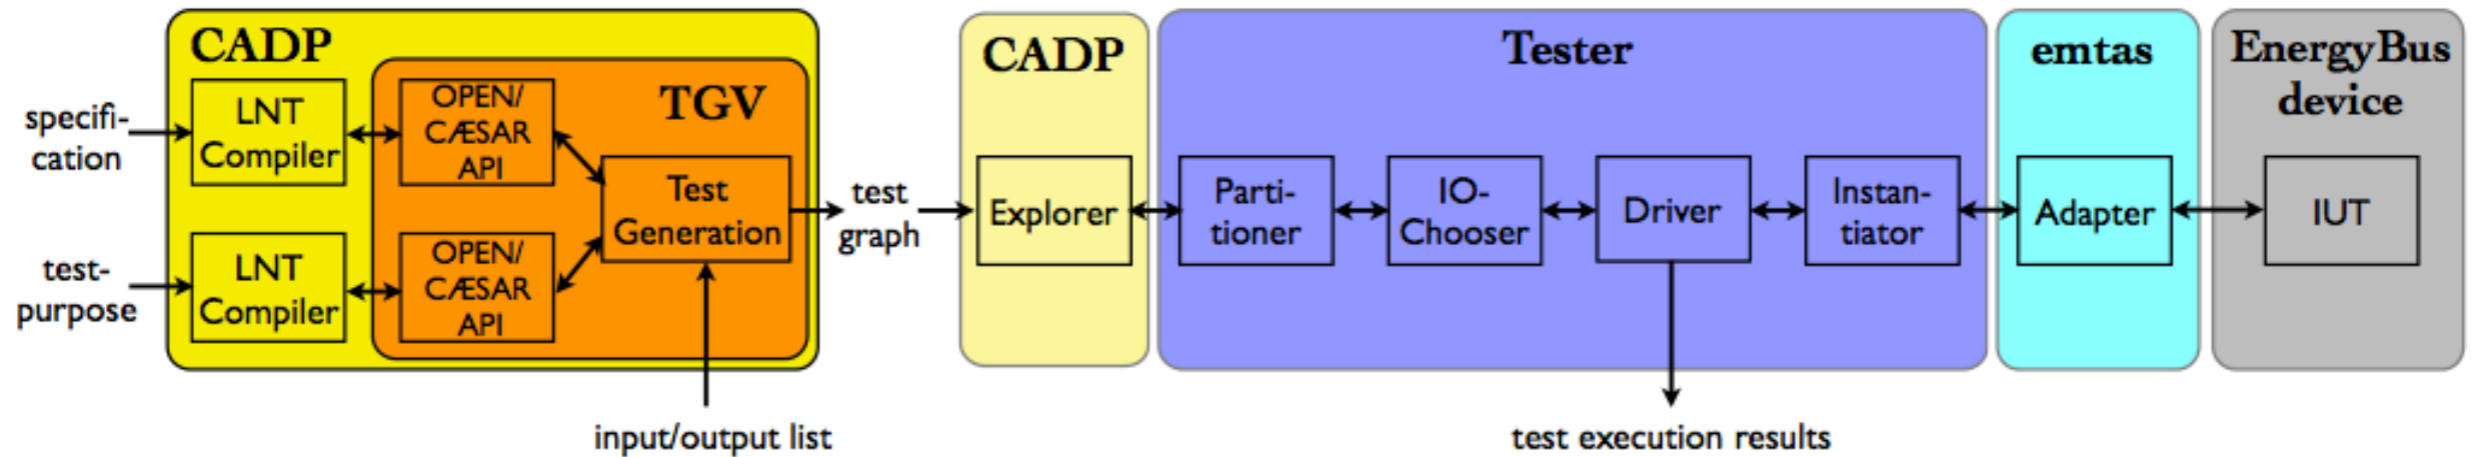 CADP
TGV
specifi-
cation
LNT
Compiler
OPEN/
CÆSAR
API
Test
Generation
test-
purpose
LNT
Compiler
OPEN/
CÆSAR
API
input/output list
test
graph
CADP
Explorer
Tester
Parti-
tioner
IO-
Chooser
Driver
Instan-
tiator
test execution results
emtas
Adapter
EnergyBus
device
IUT